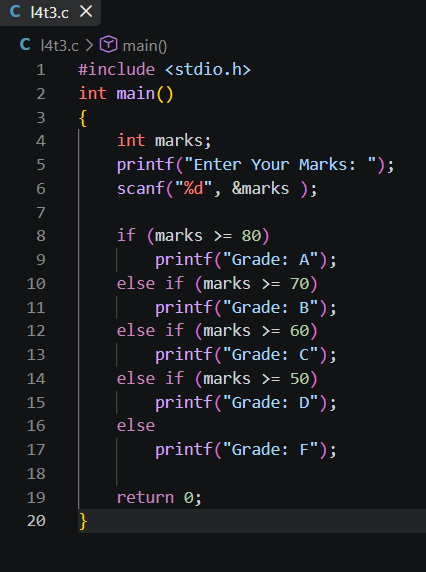 C l4t3.c ×
C l4t3.c > main()
1 #include <stdio.h>
2 int main()
3 {
4     int marks;
5     printf("Enter Your Marks: ");
6     scanf("%d", &marks );
7
8     if (marks >= 80)
9         printf("Grade: A");
10     else if (marks >= 70)
11         printf("Grade: B");
12     else if (marks >= 60)
13         printf("Grade: C");
14     else if (marks >= 50)
15         printf("Grade: D");
16     else
17         printf("Grade: F");
18
19     return 0;
20 }